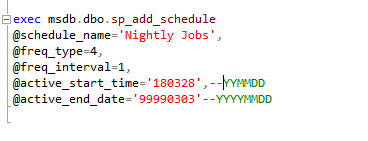 exec msdb.dbo.sp_add_schedule
@schedule_name='Nightly Jobs',
@freq_type=4,
@freq_interval=1,
@active_start_time='180328',--YYMMDD
@active_end_date='99990303'--YYYYMMDD